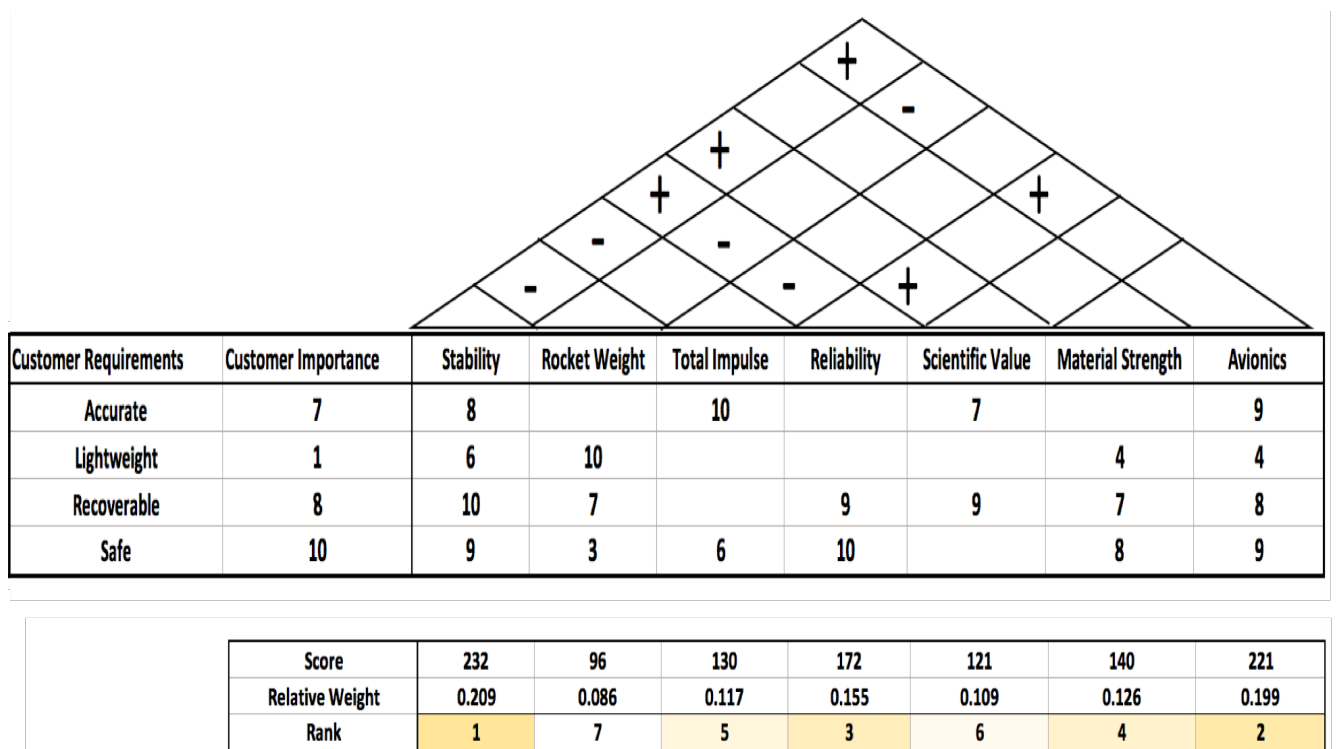 +
-
+
+ +
- -
- - +
Customer Requirements Customer Importance Stability Rocket Weight Total Impulse Reliability Scientific Value Material Strength Avionics
Accurate 7 8 10 7 9
Lightweight 1 6 10 4 4
Recoverable 8 10 7 9 9 7 8
Safe 10 9 3 6 10 8 9
Score 232 96 130 172 121 140 221
Relative Weight 0.209 0.086 0.117 0.155 0.109 0.126 0.199
Rank 1 7 5 3 6 4 2